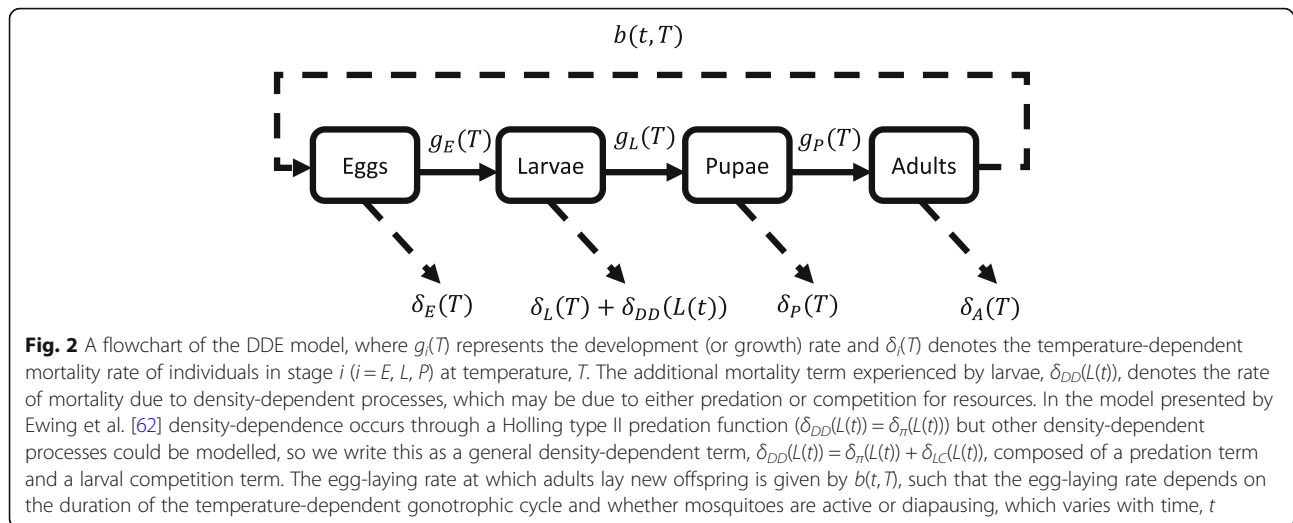 b(t,T)
g_E(T)
g_L(T)
g_P(T)
Eggs
Larvae
Pupae
Adults
δ_E(T)
δ_L(T) + δ_DD(L(t))
δ_P(T)
δ_A(T)
Fig. 2 A flowchart of the DDE model, where g_i(T) represents the development (or growth) rate and δ_i(T) denotes the temperature-dependent
mortality rate of individuals in stage i (i = E, L, P) at temperature, T. The additional mortality term experienced by larvae, δ_DD(L(t)), denotes the rate
of mortality due to density-dependent processes, which may be due to either predation or competition for resources. In the model presented by
Ewing et al. [62] density-dependence occurs through a Holling type II predation function (δ_DD(L(t)) = δ_π(L(t))) but other density-dependent
processes could be modelled, so we write this as a general density-dependent term, δ_DD(L(t)) = δ_π(L(t)) + δ_LC(L(t)), composed of a predation term
and a larval competition term. The egg-laying rate at which adults lay new offspring is given by b(t, T), such that the egg-laying rate depends on
the duration of the temperature-dependent gonotrophic cycle and whether mosquitoes are active or diapausing, which varies with time, t